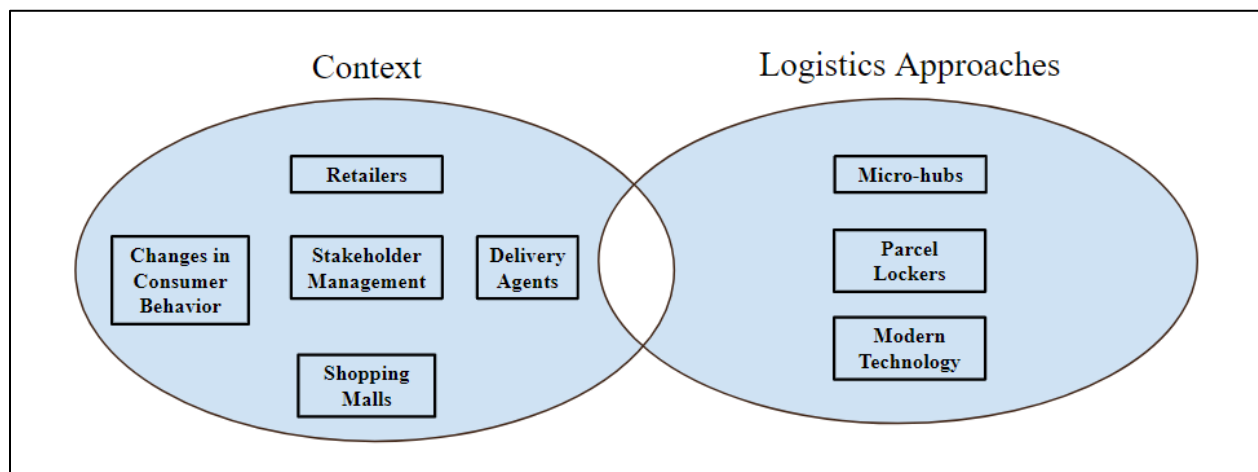 Context
Logistics Approaches
Retailers
Changes in
Consumer
Behavior
Stakeholder
Management
Delivery
Agents
Shopping
Malls
Micro-hubs
Parcel
Lockers
Modern
Technology